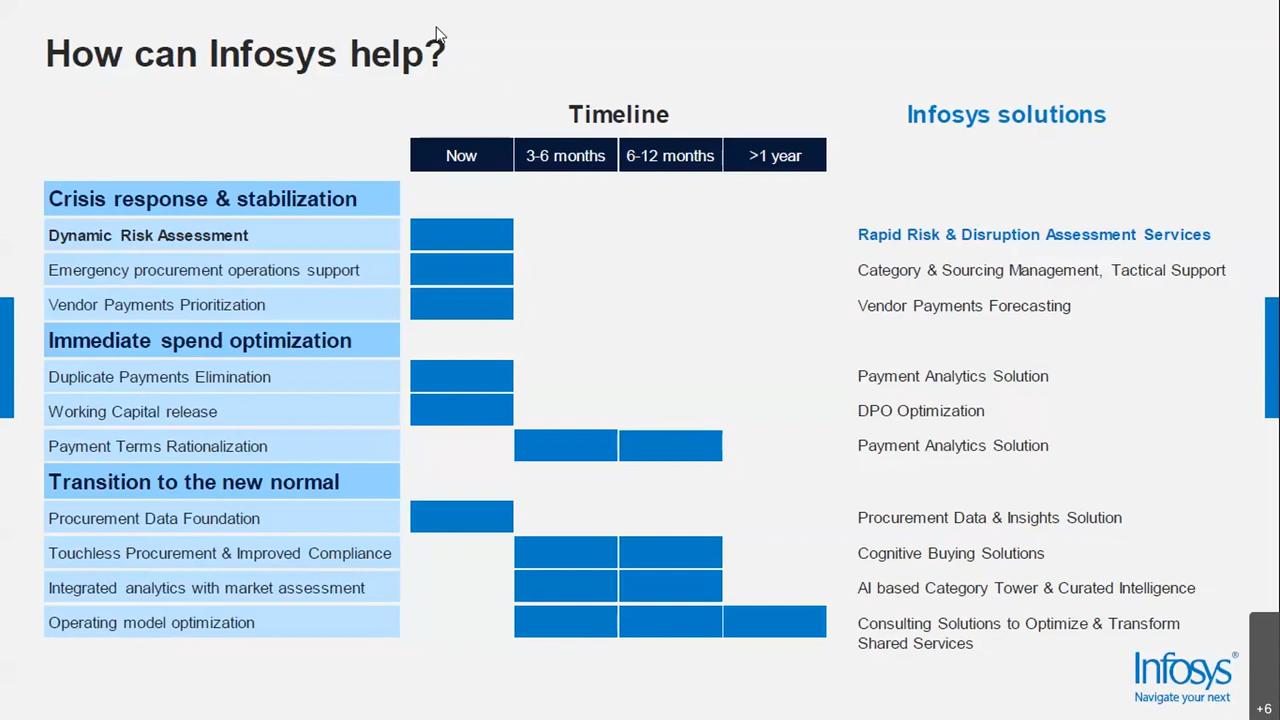 How can Infosys help?
Timeline
Infosys solutions
Now
3-6 months
6-12 months
>1 year
Crisis response & stabilization
Dynamic Risk Assessment
Rapid Risk & Disruption Assessment Services
Emergency procurement operations support
Category & Sourcing Management, Tactical Support
Vendor Payments Prioritization
Vendor Payments Forecasting
Immediate spend optimization
Duplicate Payments Elimination
Payment Analytics Solution
Working Capital release
DPO Optimization
Payment Terms Rationalization
Payment Analytics Solution
Transition to the new normal
Procurement Data Foundation
Procurement Data & Insights Solution
Touchless Procurement & Improved Compliance
Cognitive Buying Solutions
Integrated analytics with market assessment
AI based Category Tower & Curated Intelligence
Operating model optimization
Consulting Solutions to Optimize & Transform
Shared Services
Infosys®
Navigate your next
+6